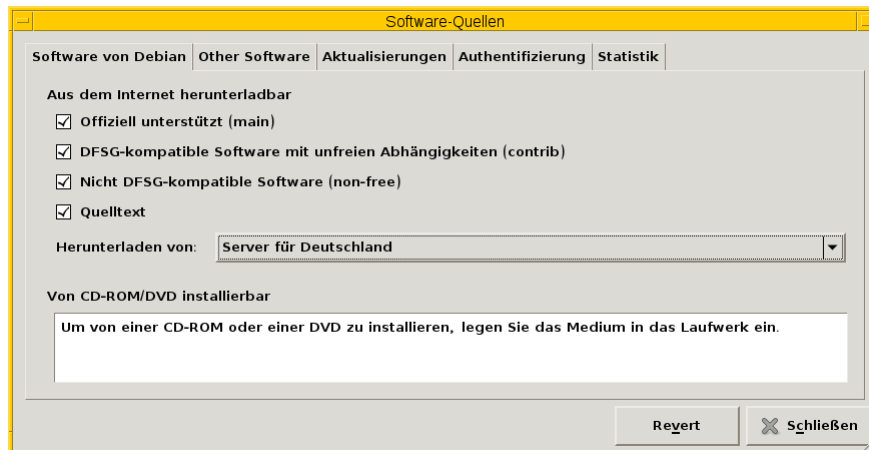 Software-Quellen
Software von Debian Other Software Aktualisierungen Authentifizierung Statistik
Aus dem Internet herunterladbar
Offiziell unterstützt (main)
DFSG-kompatible Software mit unfreien Abhängigkeiten (contrib)
Nicht DFSG-kompatible Software (non-free)
Quelltext
Herunterladen von: Server für Deutschland
Von CD-ROM/DVD installierbar
Um von einer CD-ROM oder einer DVD zu installieren, legen Sie das Medium in das Laufwerk ein.
Revert Schließen